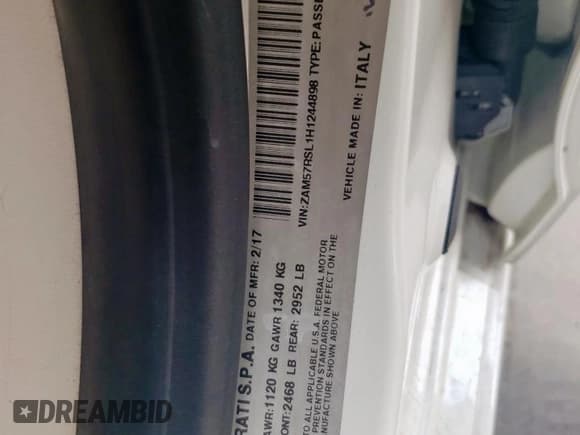 RATI S.P.A. DATE OF MFR: 2/17
AWR:1120 KG GAWR 1340 KG
ONT:2468 LB REAR: 2952 LB
TO ALL APPLICABLE U.S.A. FEDERAL MOTOR
PREVENTION STANDARDS IN EFFECT ON THE
NUFACTURE SHOWN ABOVE
VIN:ZAM57RSL1H1244898 TYPE:PASSE
VEHICLE MADE IN: ITALY
DREAMBID